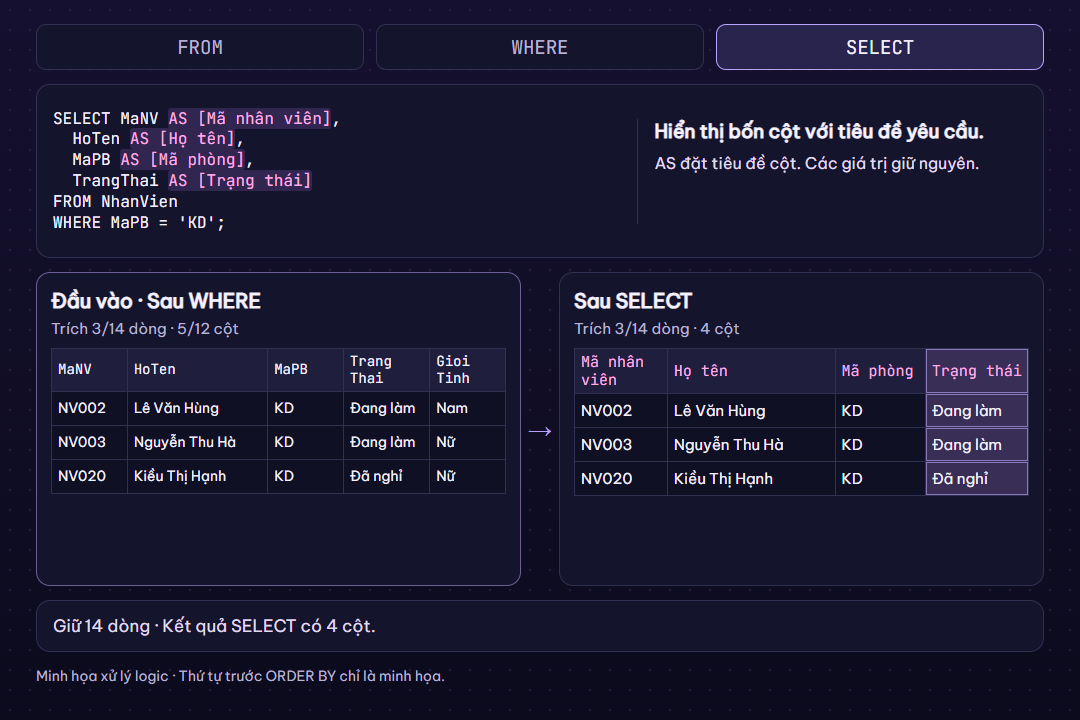 FROM
WHERE
SELECT
SELECT MaNV AS [Mã nhân viên],
HoTen AS [Họ tên],
MaPB AS [Mã phòng],
TrangThai AS [Trạng thái]
FROM NhanVien
WHERE MaPB = 'KD';
Hiển thị bốn cột với tiêu đề yêu cầu.
AS đặt tiêu đề cột. Các giá trị giữ nguyên.
Đầu vào · Sau WHERE
Trích 3/14 dòng · 5/12 cột
MaNV HoTen MaPB Trang Thai Gioi Tinh
NV002 Lê Văn Hùng KD Đang làm Nam
NV003 Nguyễn Thu Hà KD Đang làm Nữ
NV020 Kiều Thị Hạnh KD Đã nghỉ Nữ
→
Sau SELECT
Trích 3/14 dòng · 4 cột
Mã nhân viên Họ tên Mã phòng Trạng thái
NV002 Lê Văn Hùng KD Đang làm
NV003 Nguyễn Thu Hà KD Đang làm
NV020 Kiều Thị Hạnh KD Đã nghỉ
Giữ 14 dòng · Kết quả SELECT có 4 cột.
Minh họa xử lý logic · Thứ tự trước ORDER BY chỉ là minh họa.